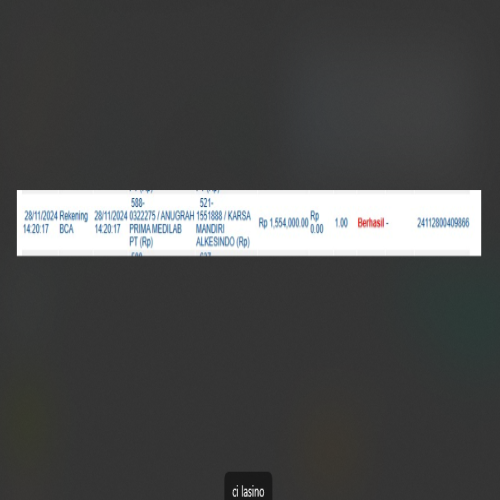 588-
521-
28/11/2024 Rekening 28/11/2024 0322275 / ANUGRAH 1551888 / KARSA
Rp 1,554,000.00 Rp 0.00 1.00 Berhasil - 24112800409866
14:20:17 BCA 14:20:17 PRIMA MEDILAB MANDIRI
PT (Rp) ALKESINDO (Rp)
ci lasino